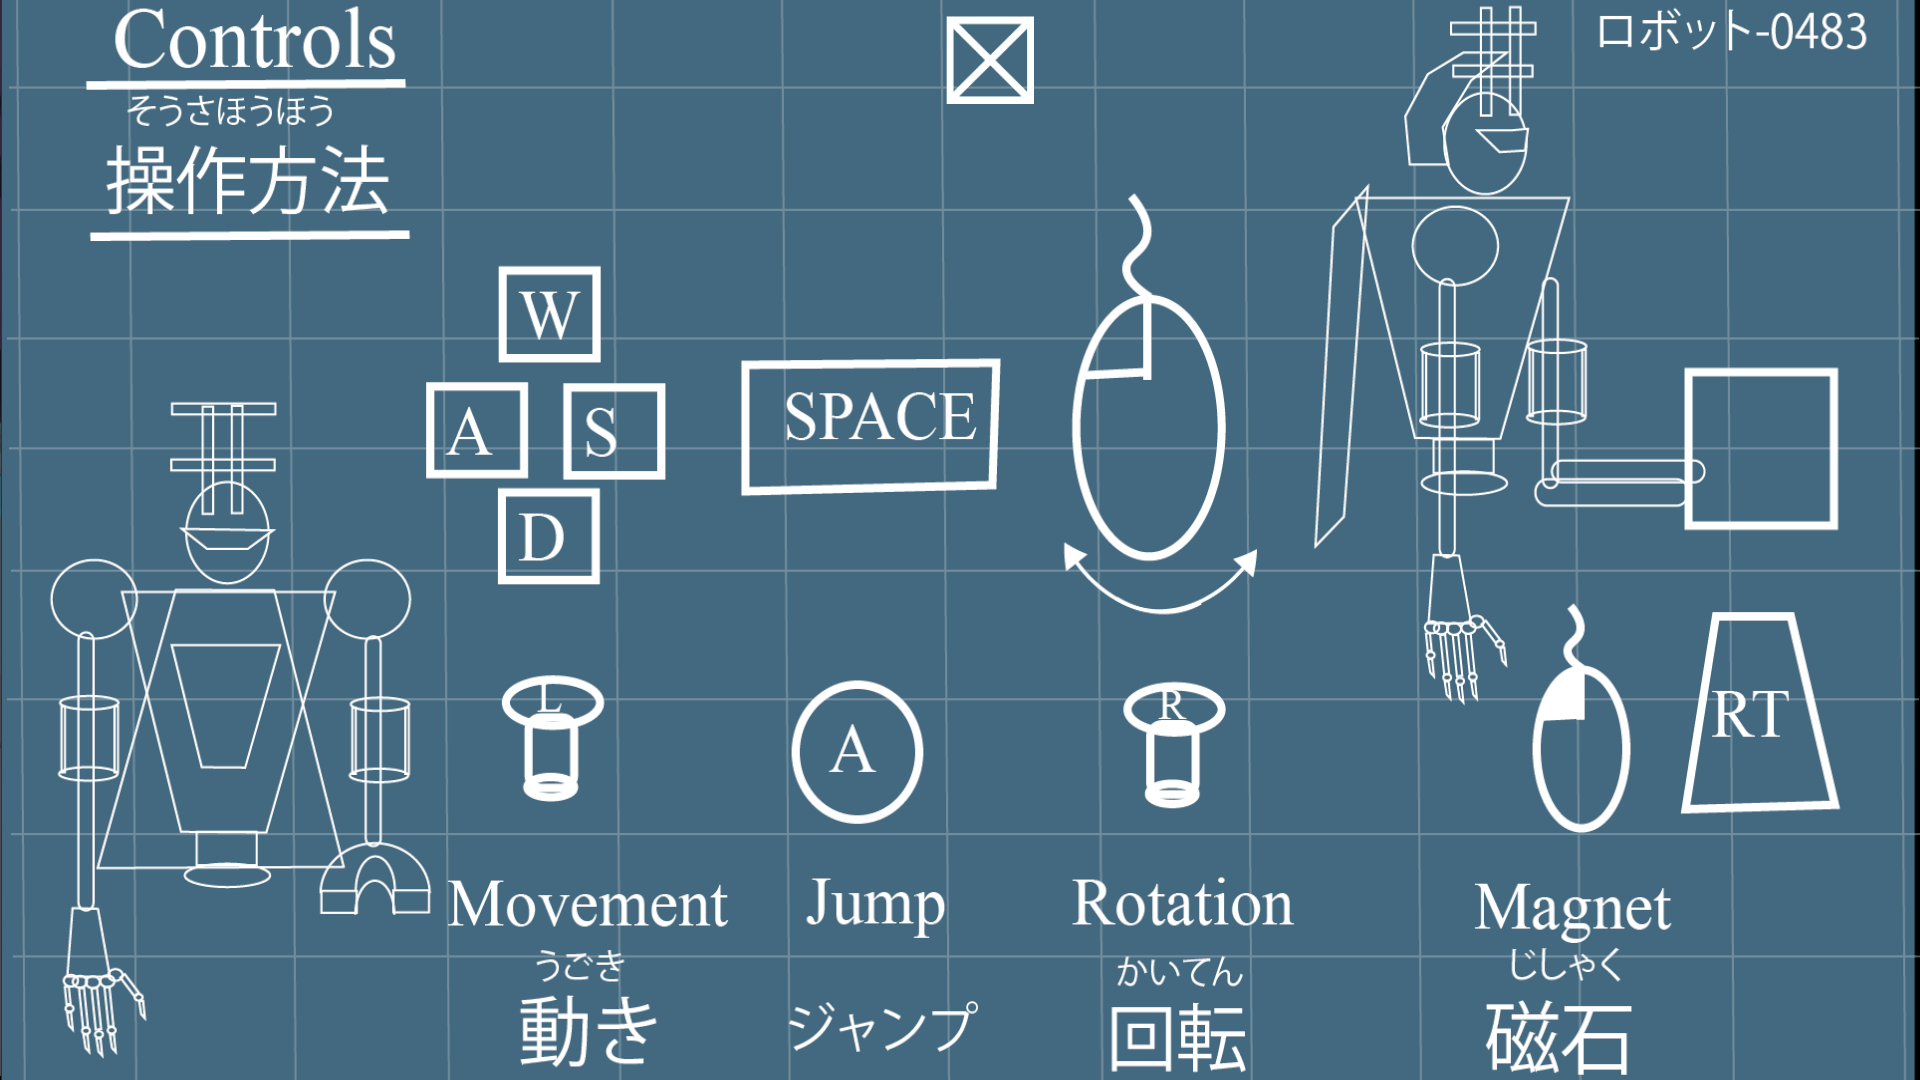 Controls
そうさほうほう
操作方法
ロボット-0483
W
A
S
D
SPACE
L
A
R
RT
Movement
うごき
動き
Jump
ジャンプ
Rotation
かいてん
回転
Magnet
じしゃく
磁石